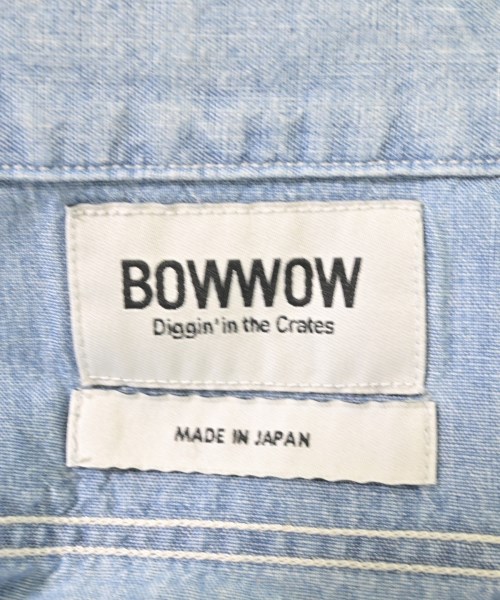 BOWWOW
Diggin' in the Crates
MADE IN JAPAN